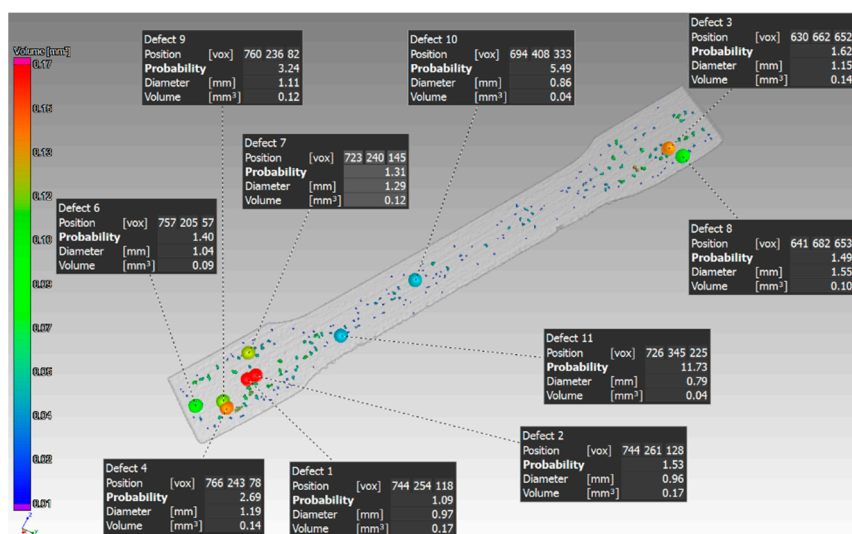 Defect 9
Position [vox] 760 236 82
Probability 3.24
Diameter [mm] 1.11
Volume [mm³] 0.12
Defect 10
Position [vox] 694 408 333
Probability 5.49
Diameter [mm] 0.86
Volume [mm³] 0.04
Defect 3
Position [vox] 630 662 652
Probability 1.62
Diameter [mm] 1.15
Volume [mm³] 0.14
Volume [mm³]
0.17
0.16
0.13
0.12
0.10
0.09
0.07
0.06
0.04
0.02
0.01
Defect 7
Position [vox] 723 240 145
Probability 1.31
Diameter [mm] 1.29
Volume [mm³] 0.12
Defect 6
Position [vox] 757 205 57
Probability 1.40
Diameter [mm] 1.04
Volume [mm³] 0.09
Defect 8
Position [vox] 641 682 653
Probability 1.49
Diameter [mm] 1.55
Volume [mm³] 0.10
Defect 11
Position [vox] 726 345 225
Probability 11.73
Diameter [mm] 0.79
Volume [mm³] 0.04
Defect 2
Position [vox] 744 261 128
Probability 1.53
Diameter [mm] 0.96
Volume [mm³] 0.17
Defect 4
Position [vox] 766 243 78
Probability 2.69
Diameter [mm] 1.19
Volume [mm³] 0.14
Defect 1
Position [vox] 744 254 118
Probability 1.09
Diameter [mm] 0.97
Volume [mm³] 0.17